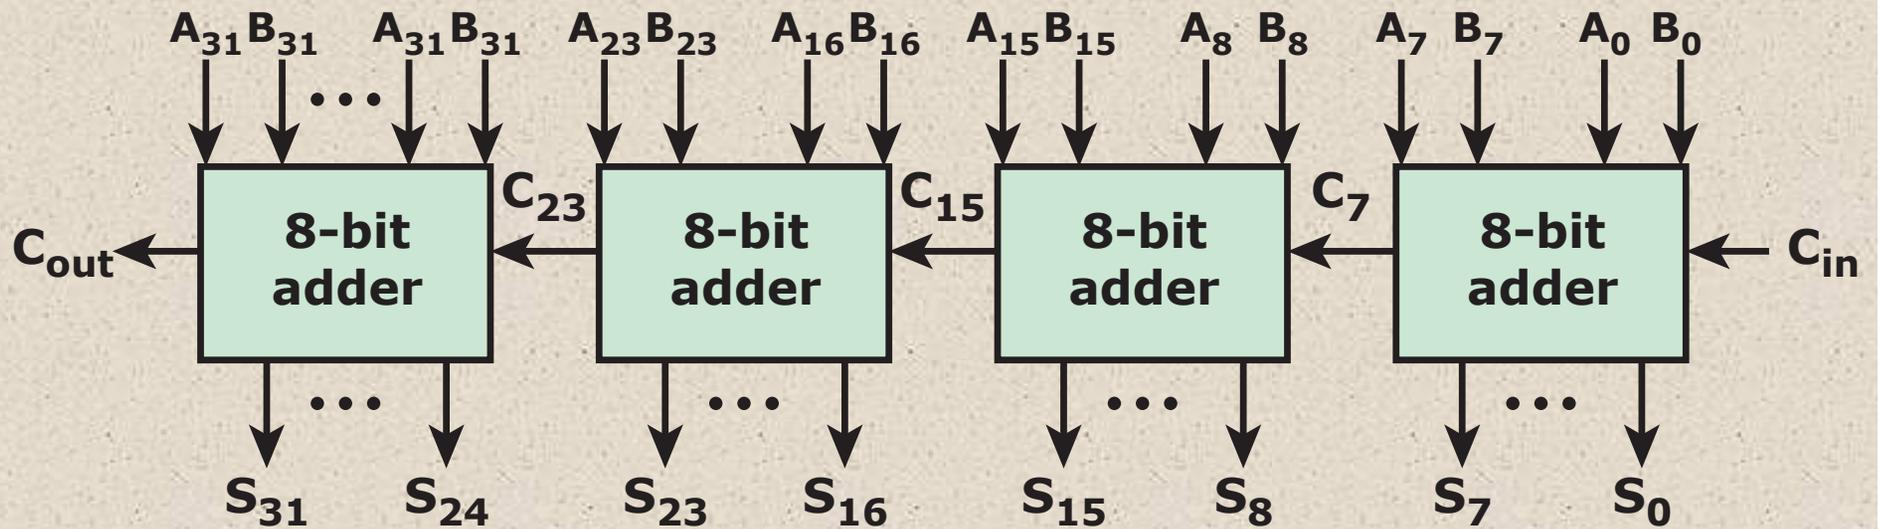 A31 B31 A31 B31 A23 B23 A16 B16 A15 B15 A8 B8 A7 B7 A0 B0
C23 C15 C7
Cout 8-bit adder 8-bit adder 8-bit adder 8-bit adder Cin
S31 S24 S23 S16 S15 S8 S7 S0